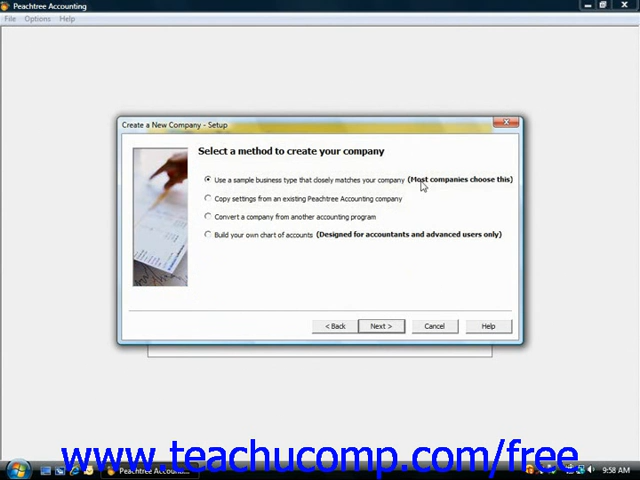 Peachtree Accounting
File Options Help
Create a New Company - Setup
Select a method to create your company
Use a sample business type that closely matches your company (Most companies choose this)
Copy settings from an existing Peachtree Accounting company
Convert a company from another accounting program
Build your own chart of accounts (Designed for accountants and advanced users only)
< Back Next > Cancel Help
www.teachucomp.com/free
Peachtree Accounti... 9:58 AM